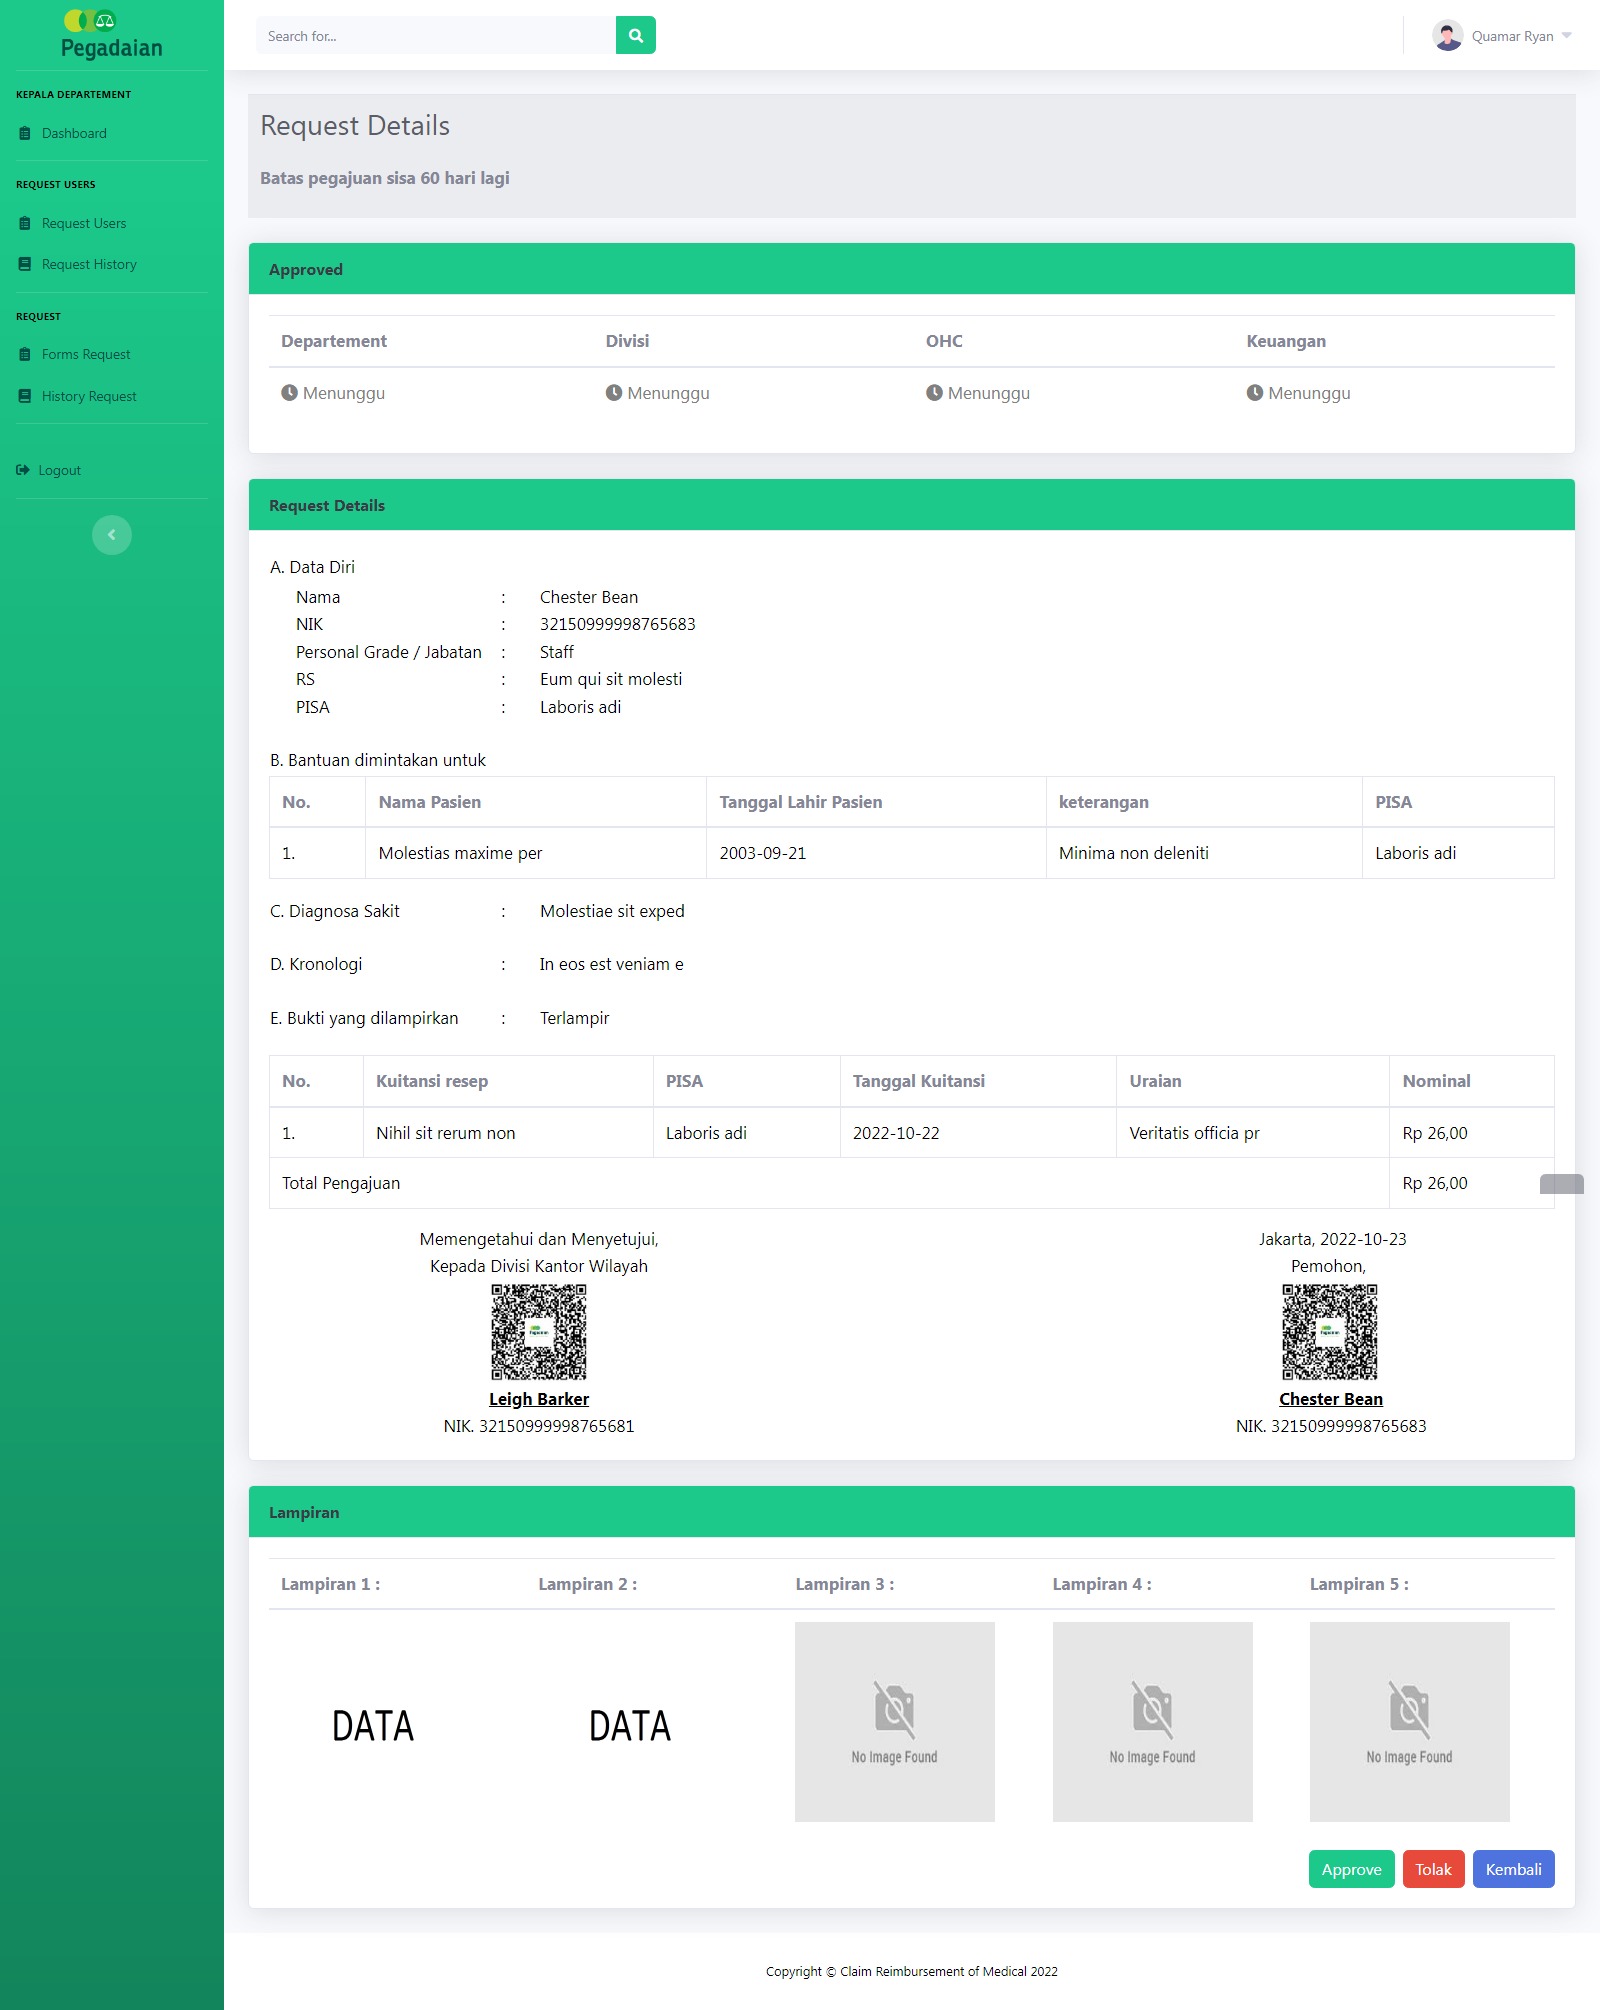 Pegadaian
Search for...
Quamar Ryan
KEPALA DEPARTEMENT
Dashboard
REQUEST USERS
Request Users
Request History
REQUEST
Forms Request
History Request
Logout
Request Details
Batas pegajuan sisa 60 hari lagi
Approved
Departement Divisi OHC Keuangan
Menunggu Menunggu Menunggu Menunggu
Request Details
A. Data Diri
Nama : Chester Bean
NIK : 32150999998765683
Personal Grade / Jabatan : Staff
RS : Eum qui sit molesti
PISA : Laboris adi
B. Bantuan dimintakan untuk
No. Nama Pasien Tanggal Lahir Pasien keterangan PISA
1. Molestias maxime per 2003-09-21 Minima non deleniti Laboris adi
C. Diagnosa Sakit : Molestiae sit exped
D. Kronologi : In eos est veniam e
E. Bukti yang dilampirkan : Terlampir
No. Kuitansi resep PISA Tanggal Kuitansi Uraian Nominal
1. Nihil sit rerum non Laboris adi 2022-10-22 Veritatis officia pr Rp 26,00
Total Pengajuan Rp 26,00
Memengetahui dan Menyetujui,
Kepada Divisi Kantor Wilayah
Leigh Barker
NIK. 32150999998765681
Jakarta, 2022-10-23
Pemohon,
Chester Bean
NIK. 32150999998765683
Lampiran
Lampiran 1 : Lampiran 2 : Lampiran 3 : Lampiran 4 : Lampiran 5 :
DATA DATA No Image Found No Image Found No Image Found
Approve Tolak Kembali
Copyright © Claim Reimbursement of Medical 2022